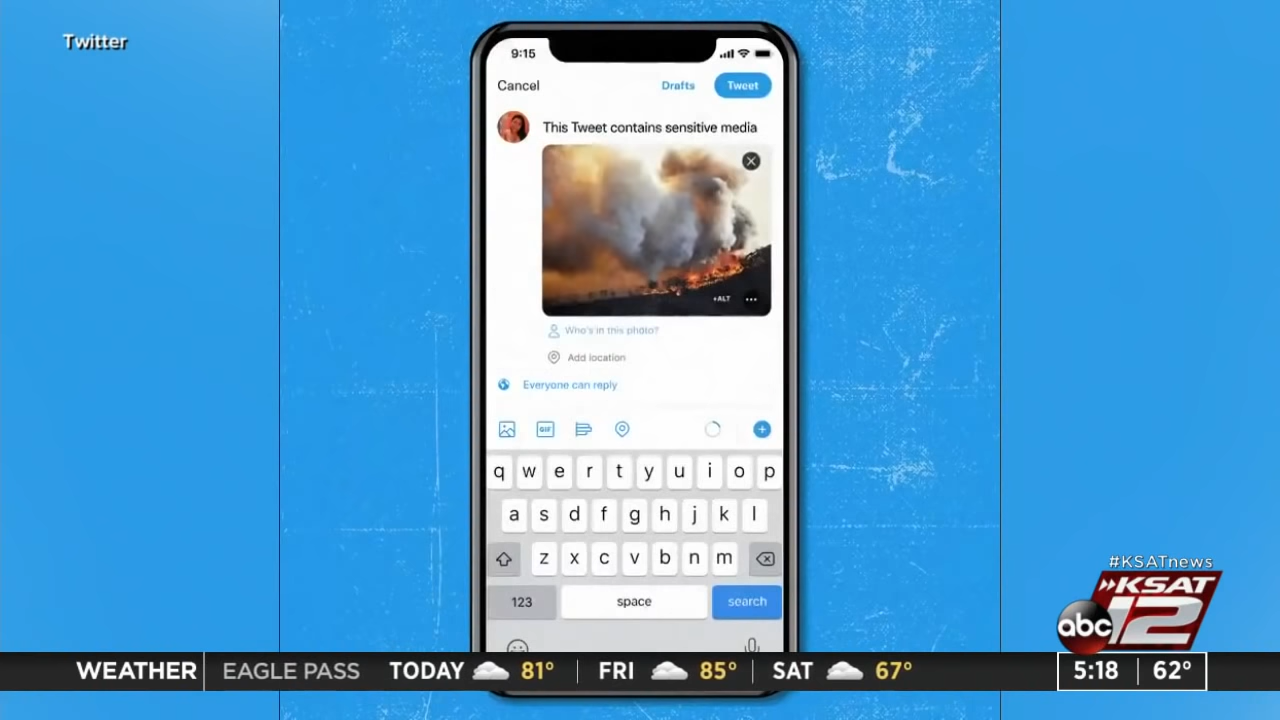 Twitter
9:15
Cancel
Drafts
Tweet
This Tweet contains sensitive media
+ALT
Who's in this photo?
Add location
Everyone can reply
GIF
q w e r t y u i o p
a s d f g h j k l
z x c v b n m
123
space
search
#KSATnews
KSAT
abc 12
WEATHER EAGLE PASS TODAY 81° FRI 85° SAT 67° 5:18 62°